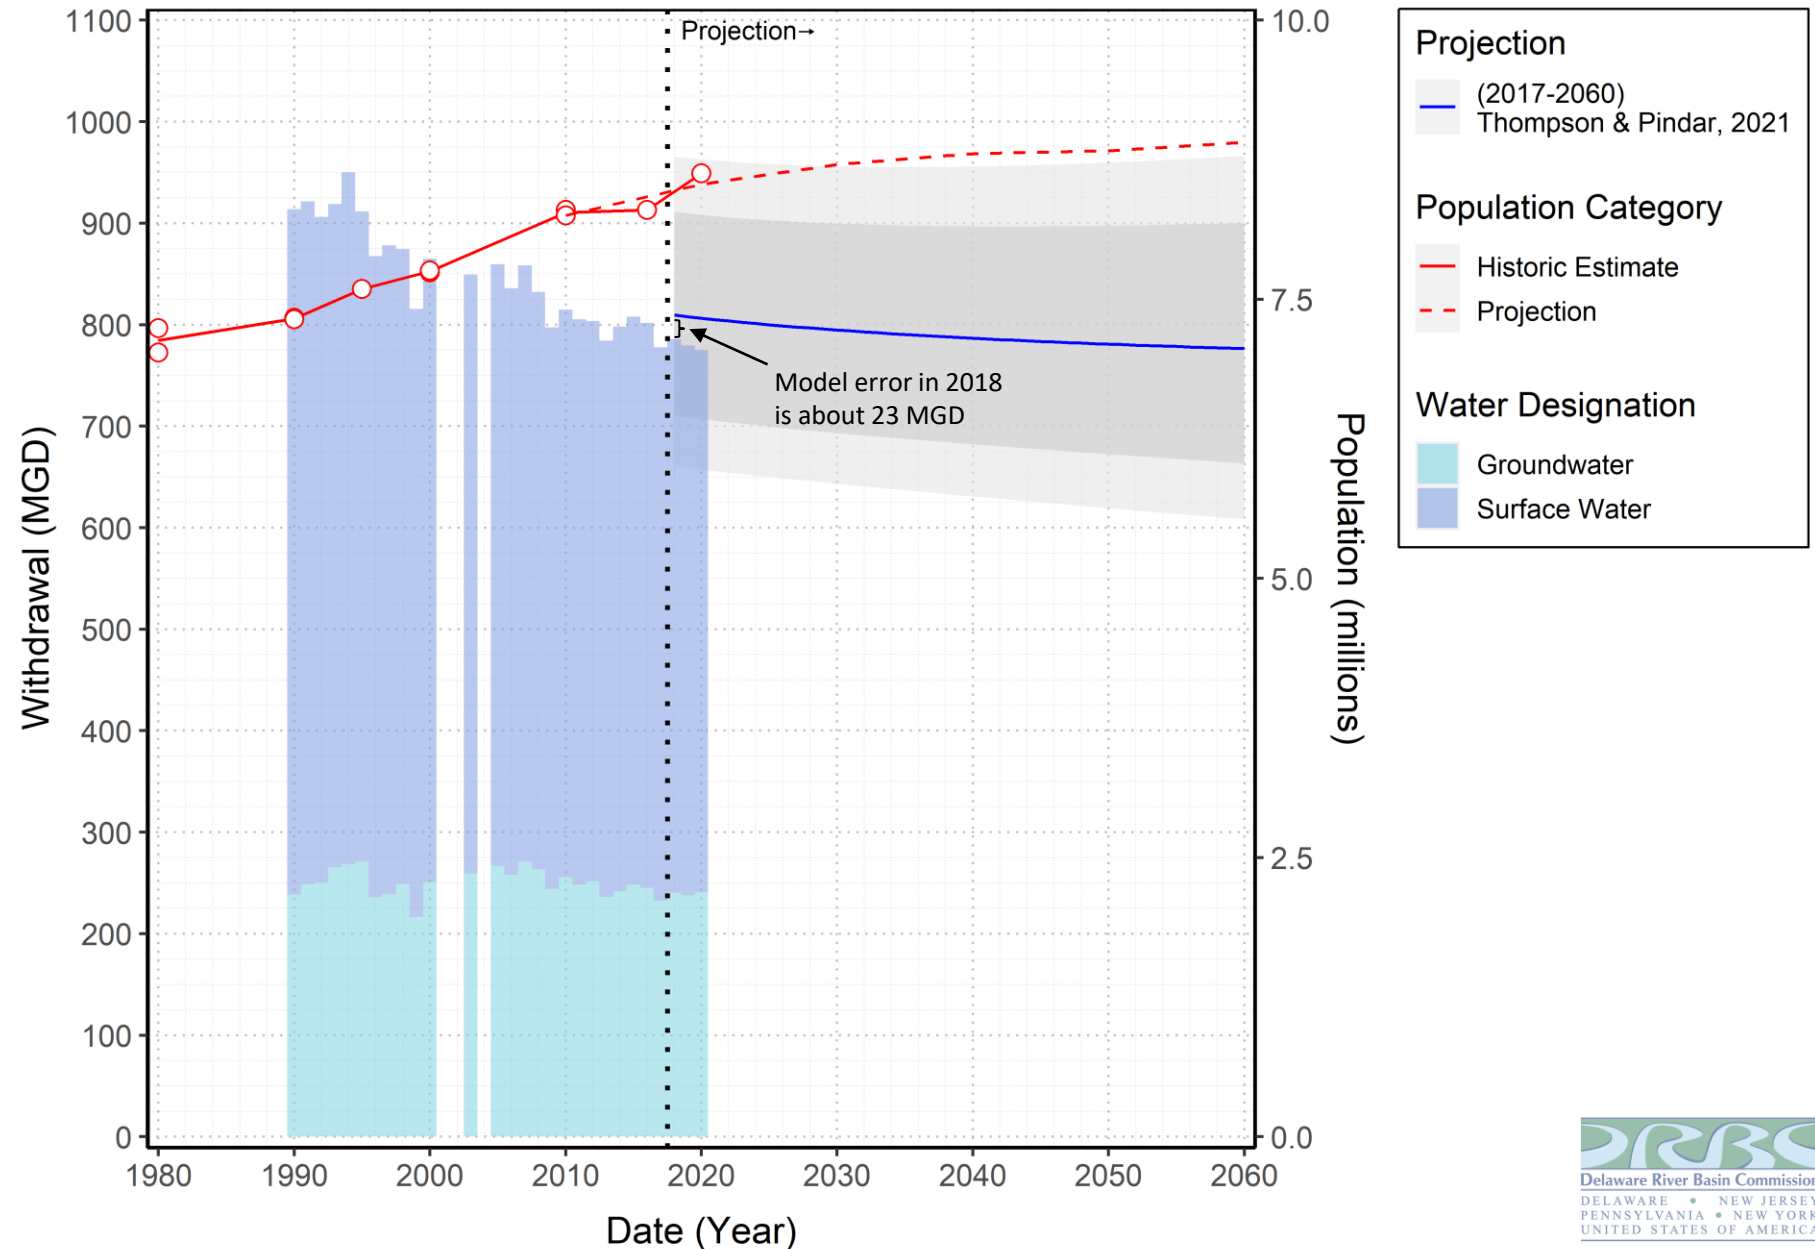 Projection→
1100
1000
900
800
700
600
500
400
300
200
100
0
Withdrawal (MGD)
10.0
7.5
5.0
2.5
0.0
Population (millions)
Model error in 2018
is about 23 MGD
1980
1990
2000
2010
2020
2030
2040
2050
2060
Date (Year)
Projection
(2017-2060)
Thompson & Pindar, 2021
Population Category
Historic Estimate
Projection
Water Designation
Groundwater
Surface Water
DRBC
Delaware River Basin Commission
DELAWARE • NEW JERSEY
PENNSYLVANIA • NEW YORK
UNITED STATES OF AMERICA